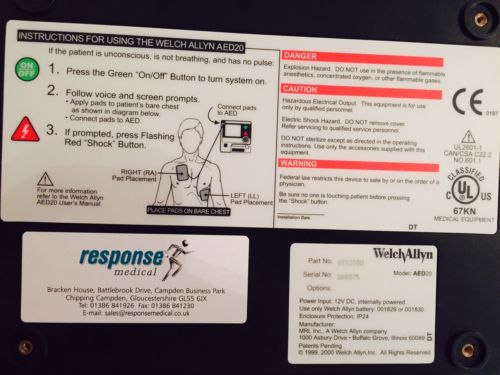 INSTRUCTIONS FOR USING THE WELCH ALLYN AED20
If the patient is unconscious, is not breathing, and has no pulse:
ON
OFF
1. Press the Green "On/Off" Button to turn system on.
2. Follow voice and screen prompts.
• Apply pads to patient's bare chest
as shown in diagram below.
• Connect pads to AED.
3. If prompted, press Flashing
Red "Shock" Button.
Connect pads
to AED
RIGHT (RA)
Pad Placement
LEFT (LL)
Pad Placement
PLACE PADS ON BARE CHEST
For more information
refer to the Welch Allyn
AED20 User's Manual.
DANGER
Explosion Hazard. DO NOT use in the presence of flammable
anesthetics, concentrated oxygen, or other flammable gases.
CAUTION
Hazardous Electrical Output. This equipment is for use
only by qualified personnel.
Electric Shock Hazard. DO NOT remove cover.
Refer servicing to qualified service personnel.
DO NOT sterilize except as directed in the operating
instructions. Use only the accessories supplied with this
equipment.
WARNING
Federal law restricts this device to sale by or on the order of a
physician.
Be sure no one is touching patient before pressing
the "Shock" button.
Installation Date
DT
CE
0197
UL2601-1
CAN/CSA C22.2
NO.601.1
CLASSIFIED
C UL US
67KN
MEDICAL EQUIPMENT
response
medical
Bracken House, Battlebrook Drive, Campden Business Park
Chipping Campden, Gloucestershire GL55 6JX
Tel: 01386 841926 Fax: 01386 841230
E-mail: sales@responsemedical.co.uk
WelchAllyn
Part No:
Serial No:
Model: AED20
Options:
Power Input: 12V DC, internally powered
Use only Welch Allyn battery: 001829 or 001830
Enclosure Protection: IP24
Manufacturer:
MRL Inc., A Welch Allyn company
1000 Asbury Drive • Buffalo Grove, Illinois 60089
Patents Pending
© 1999, 2000 Welch Allyn,Inc. All Rights Reserved.
DT